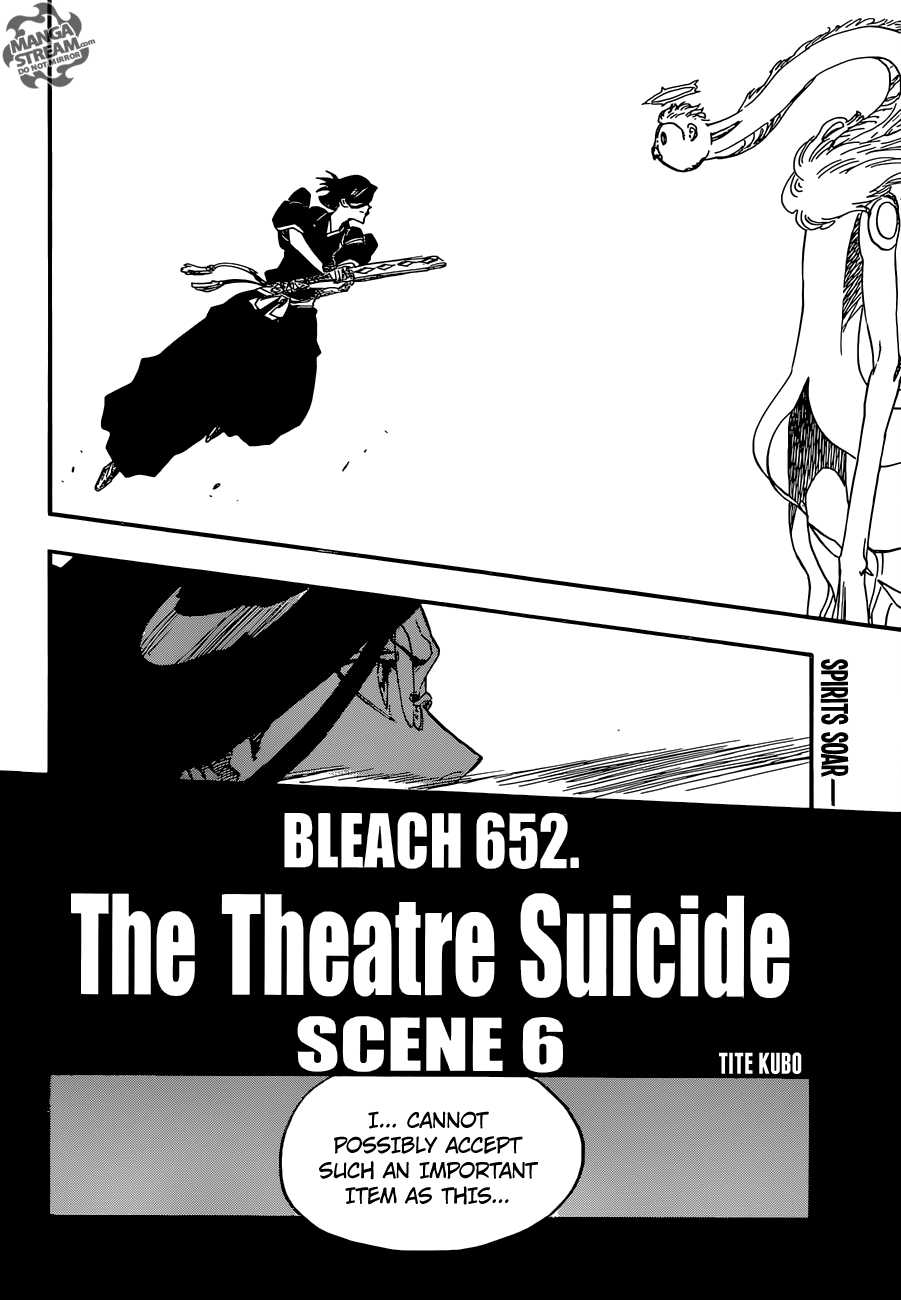 MANGA
STREAM.com
DO NOT MIRROR
SPIRITS SOAR—
BLEACH 652.
The Theatre Suicide
SCENE 6
TITE KUBO
I... CANNOT
POSSIBLY ACCEPT
SUCH AN IMPORTANT
ITEM AS THIS...